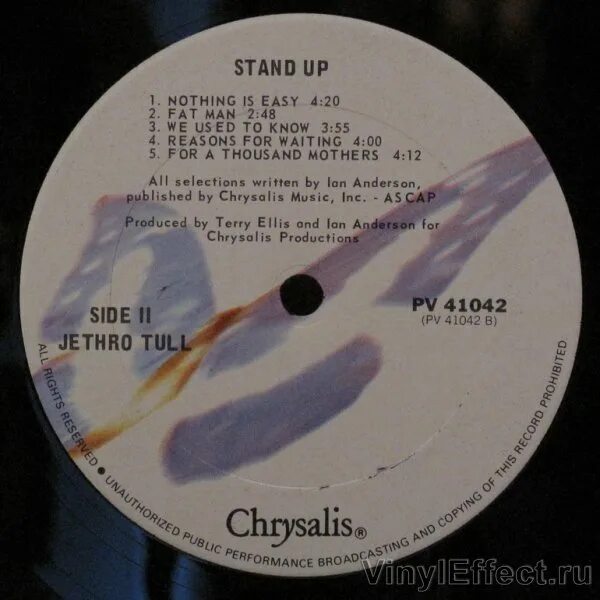 STAND UP
1. NOTHING IS EASY 4:20
2. FAT MAN 2:48
3. WE USED TO KNOW 3:55
4. REASONS FOR WAITING 4:00
5. FOR A THOUSAND MOTHERS 4:12
All selections written by Ian Anderson,
published by Chrysalis Music, Inc. - ASCAP
Produced by Terry Ellis and Ian Anderson for
Chrysalis Productions
SIDE II
JETHRO TULL
PV 41042
(PV 41042 B)
Chrysalis®
ALL RIGHTS RESERVED • UNAUTHORIZED PUBLIC PERFORMANCE BROADCASTING AND COPYING OF THIS RECORD PROHIBITED
VinylEffect.ru